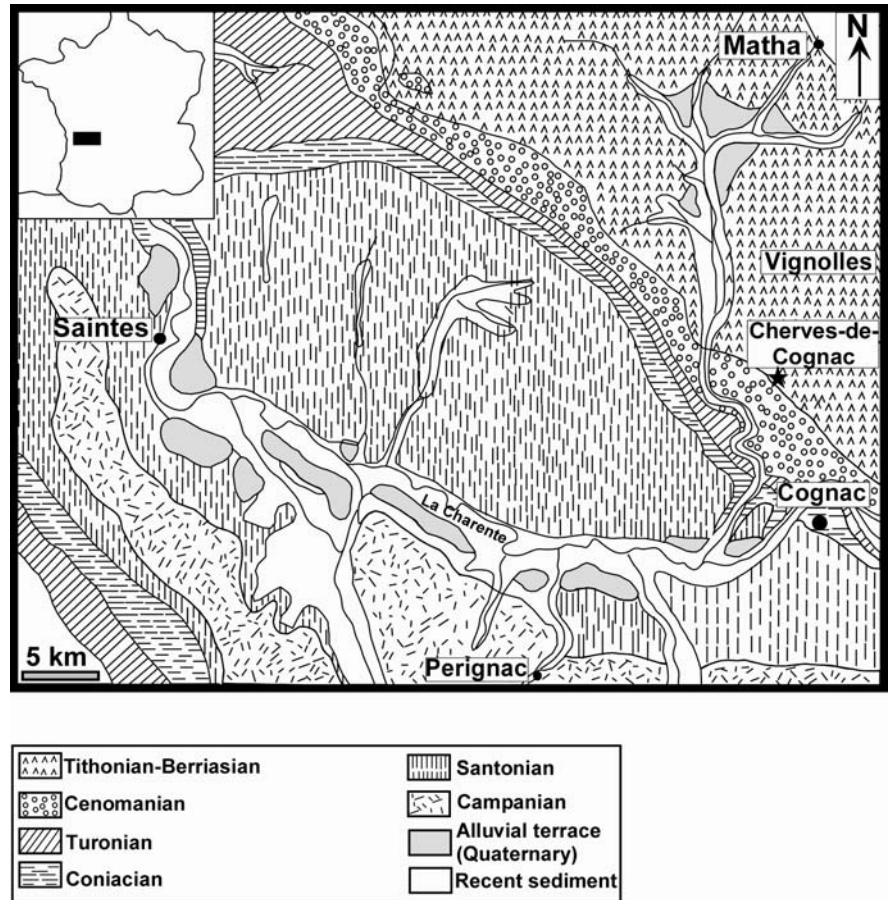 N
Matha
Vignolles
Cherves-de-
Cognac
Saintes
La Charente
Cognac
5 km
Perignac
Tithonian-Berriasian
Cenomanian
Turonian
Coniacian
Santonian
Campanian
Alluvial terrace
(Quaternary)
Recent sediment